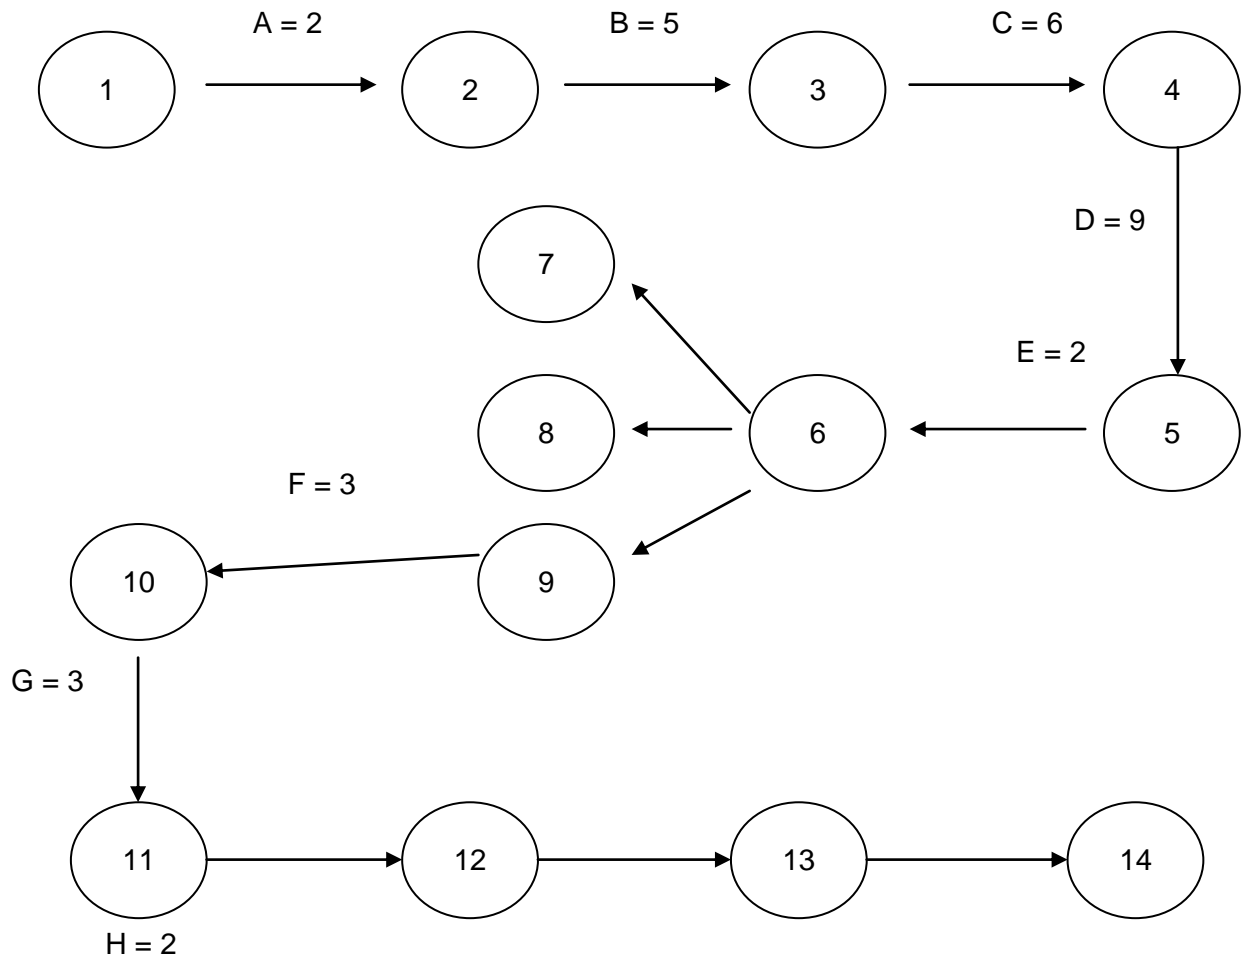 A = 2
B = 5
C = 6
1
2
3
4
D = 9
7
E = 2
8
6
5
F = 3
10
9
G = 3
11
12
13
14
H = 2